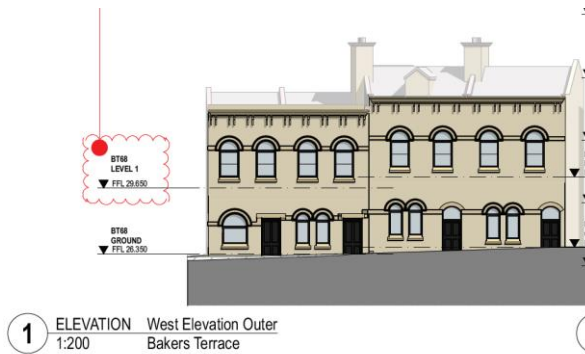 BT68
LEVEL 1
FFL 29.650
BT68
GROUND
FFL 26.350
1
ELEVATION West Elevation Outer
1:200 Bakers Terrace